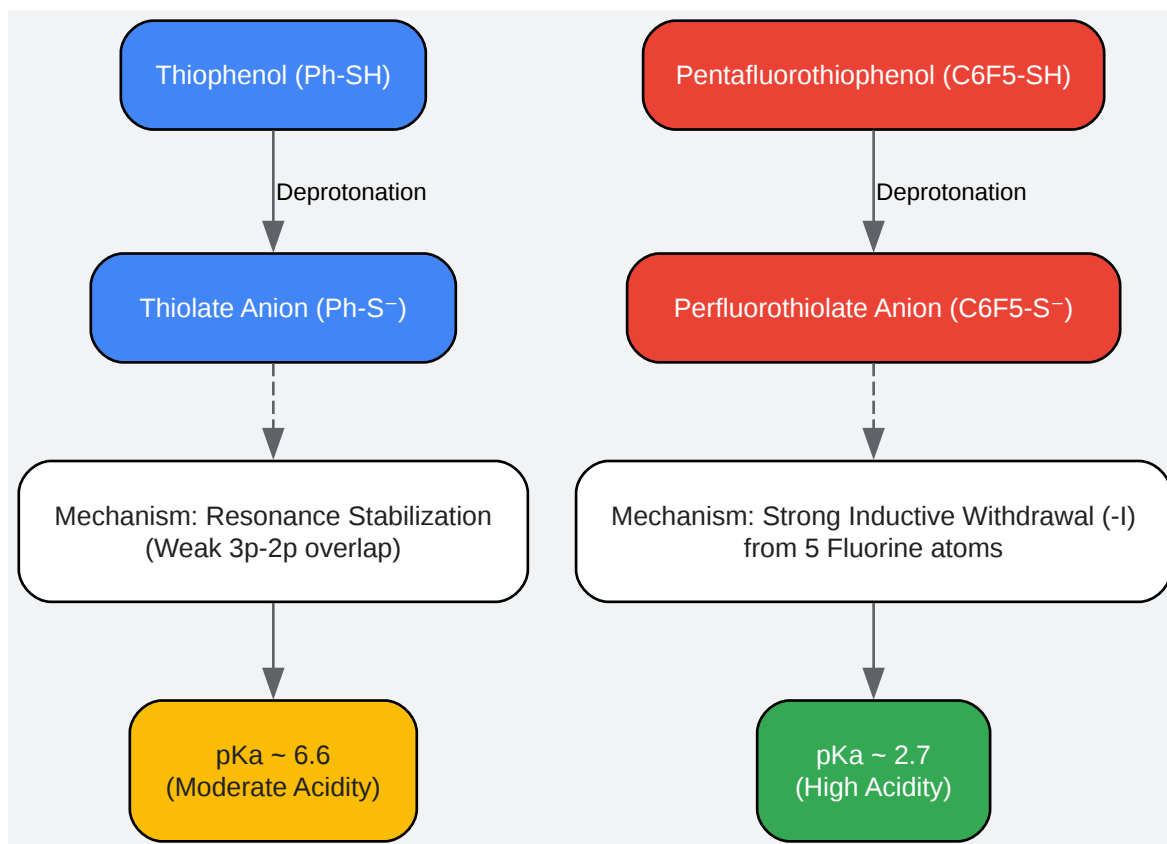 Thiophenol (Ph-SH)
Pentafluorothiophenol (C6F5-SH)
Deprotonation
Deprotonation
Thiolate Anion (Ph-S⁻)
Perfluorothiolate Anion (C6F5-S⁻)
Mechanism: Resonance Stabilization
(Weak 3p-2p overlap)
Mechanism: Strong Inductive Withdrawal (-I)
from 5 Fluorine atoms
pKa ~ 6.6
(Moderate Acidity)
pKa ~ 2.7
(High Acidity)